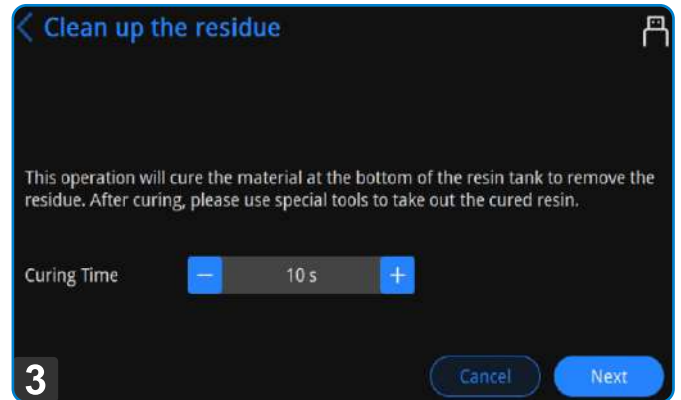 Clean up the residue
This operation will cure the material at the bottom of the resin tank to remove the
residue. After curing, please use special tools to take out the cured resin.
Curing Time − 10 s +
3
Cancel Next